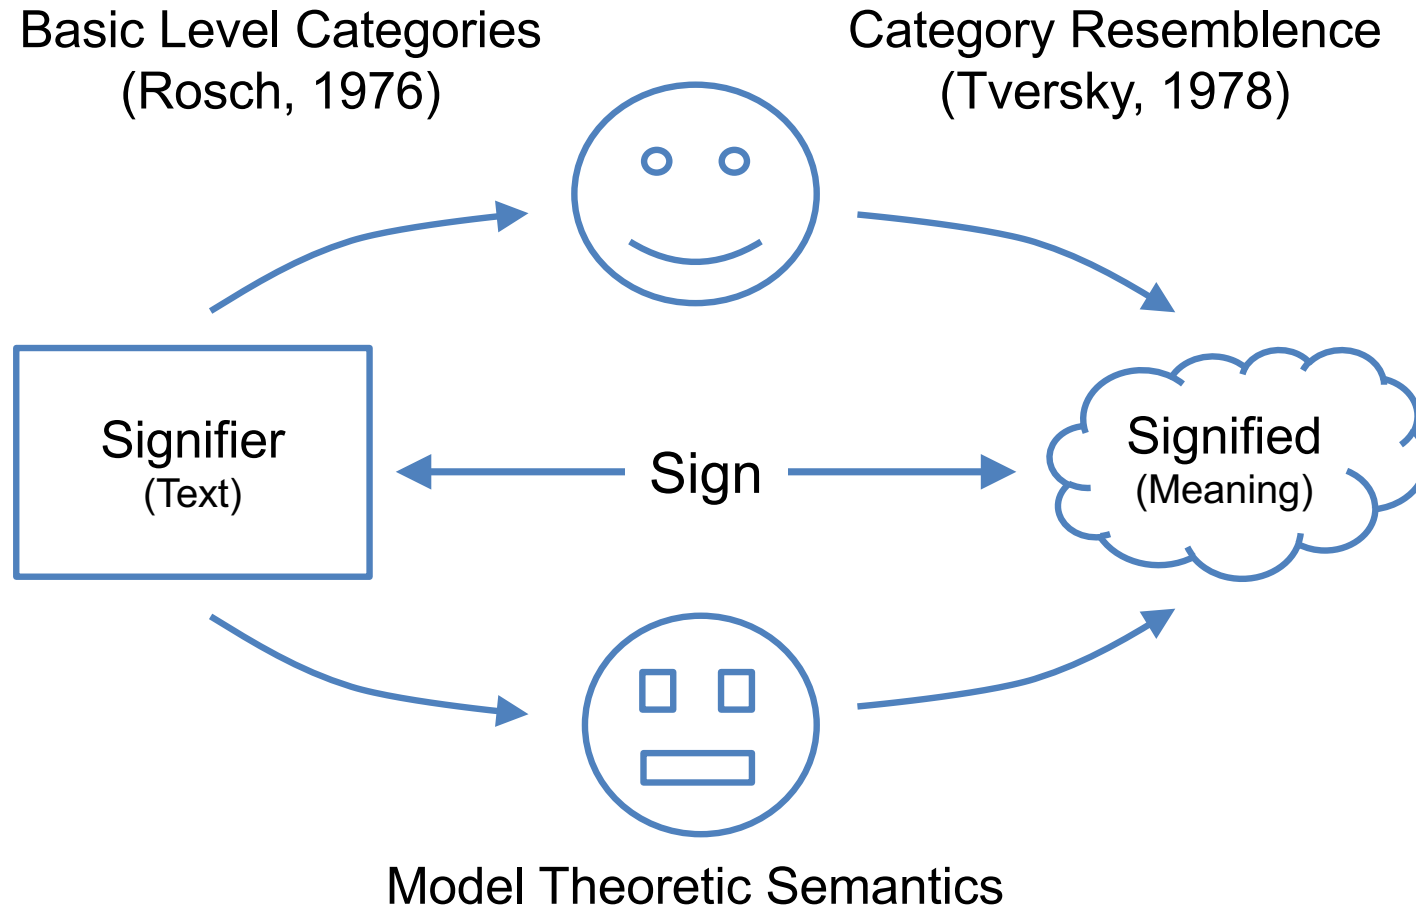 Basic Level Categories
(Rosch, 1976)
Category Resemblence
(Tversky, 1978)
Signifier
(Text)
Sign
Signified
(Meaning)
Model Theoretic Semantics